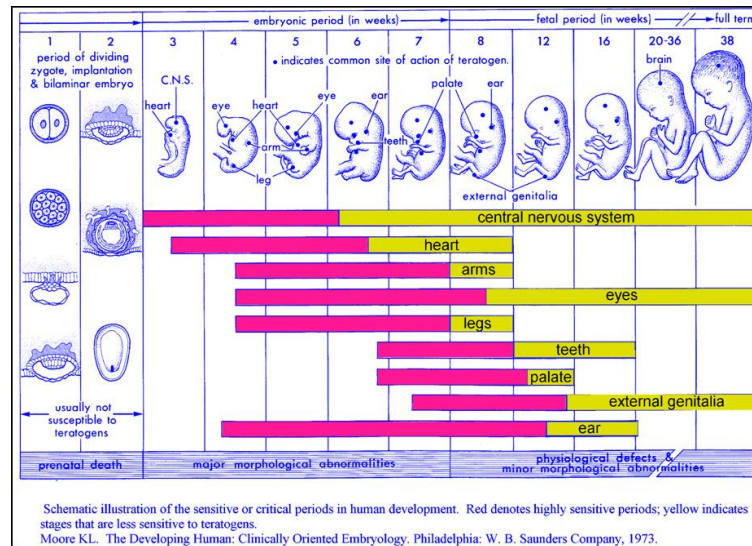 embryonic period (in weeks)
fetal period (in weeks)
full term
1 2 3 4 5 6 7 8 12 16 20-36 38
period of dividing
zygote, implantation
& bilaminar embryo
• indicates common site of action of teratogen.
C.N.S.
heart
eye
heart
eye
arm
leg
ear
teeth
palate
ear
external genitalia
brain
central nervous system
heart
arms
eyes
legs
teeth
palate
external genitalia
ear
usually not
susceptible to
teratogens
prenatal death
major morphological abnormalities
physiological defects &
minor morphological abnormalities
Schematic illustration of the sensitive or critical periods in human development. Red denotes highly sensitive periods; yellow indicates
stages that are less sensitive to teratogens.
Moore KL. The Developing Human: Clinically Oriented Embryology. Philadelphia: W. B. Saunders Company, 1973.